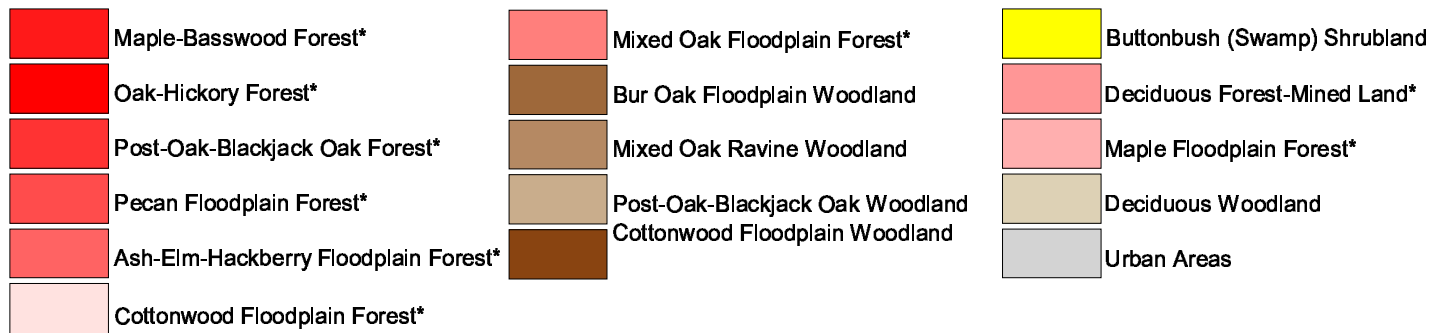 Maple-Basswood Forest*
Oak-Hickory Forest*
Post-Oak-Blackjack Oak Forest*
Pecan Floodplain Forest*
Ash-Elm-Hackberry Floodplain Forest*
Cottonwood Floodplain Forest*
Mixed Oak Floodplain Forest*
Bur Oak Floodplain Woodland
Mixed Oak Ravine Woodland
Post-Oak-Blackjack Oak Woodland
Cottonwood Floodplain Woodland
Buttonbush (Swamp) Shrubland
Deciduous Forest-Mined Land*
Maple Floodplain Forest*
Deciduous Woodland
Urban Areas